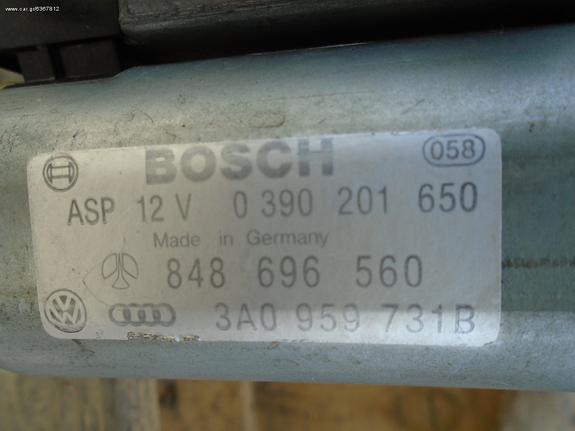 www.car.gr/6367812
BOSCH 058
ASP 12 V 0 390 201 650
Made in Germany
848 696 560
3A0 959 731B